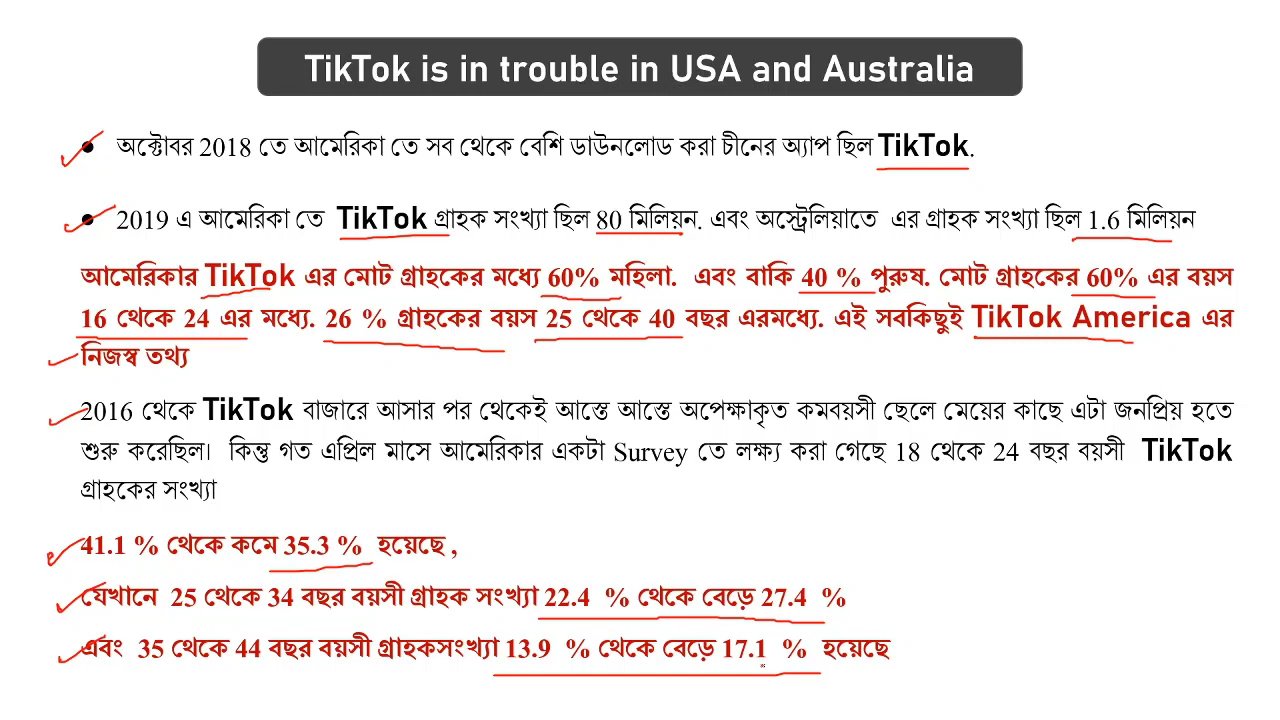 TikTok is in trouble in USA and Australia
• অক্টোবর 2018 তে আমেরিকা তে সব থেকে বেশি ডাউনলোড করা চীনের অ্যাপ ছিল TikTok.
• 2019 এ আমেরিকা তে TikTok গ্রাহক সংখ্যা ছিল 80 মিলিয়ন. এবং অস্ট্রেলিয়াতে এর গ্রাহক সংখ্যা ছিল 1.6 মিলিয়ন
আমেরিকার TikTok এর মোট গ্রাহকের মধ্যে 60% মহিলা. এবং বাকি 40 % পুরুষ. মোট গ্রাহকের 60% এর বয়স
16 থেকে 24 এর মধ্যে. 26 % গ্রাহকের বয়স 25 থেকে 40 বছর এরমধ্যে. এই সবকিছুই TikTok America এর
নিজস্ব তথ্য
2016 থেকে TikTok বাজারে আসার পর থেকেই আস্তে আস্তে অপেক্ষাকৃত কমবয়সী ছেলে মেয়ের কাছে এটা জনপ্রিয় হতে
শুরু করেছিল। কিন্তু গত এপ্রিল মাসে আমেরিকার একটা Survey তে লক্ষ্য করা গেছে 18 থেকে 24 বছর বয়সী TikTok
গ্রাহকের সংখ্যা
41.1 % থেকে কমে 35.3 % হয়েছে ,
যেখানে 25 থেকে 34 বছর বয়সী গ্রাহক সংখ্যা 22.4 % থেকে বেড়ে 27.4 %
এবং 35 থেকে 44 বছর বয়সী গ্রাহকসংখ্যা 13.9 % থেকে বেড়ে 17.1 % হয়েছে